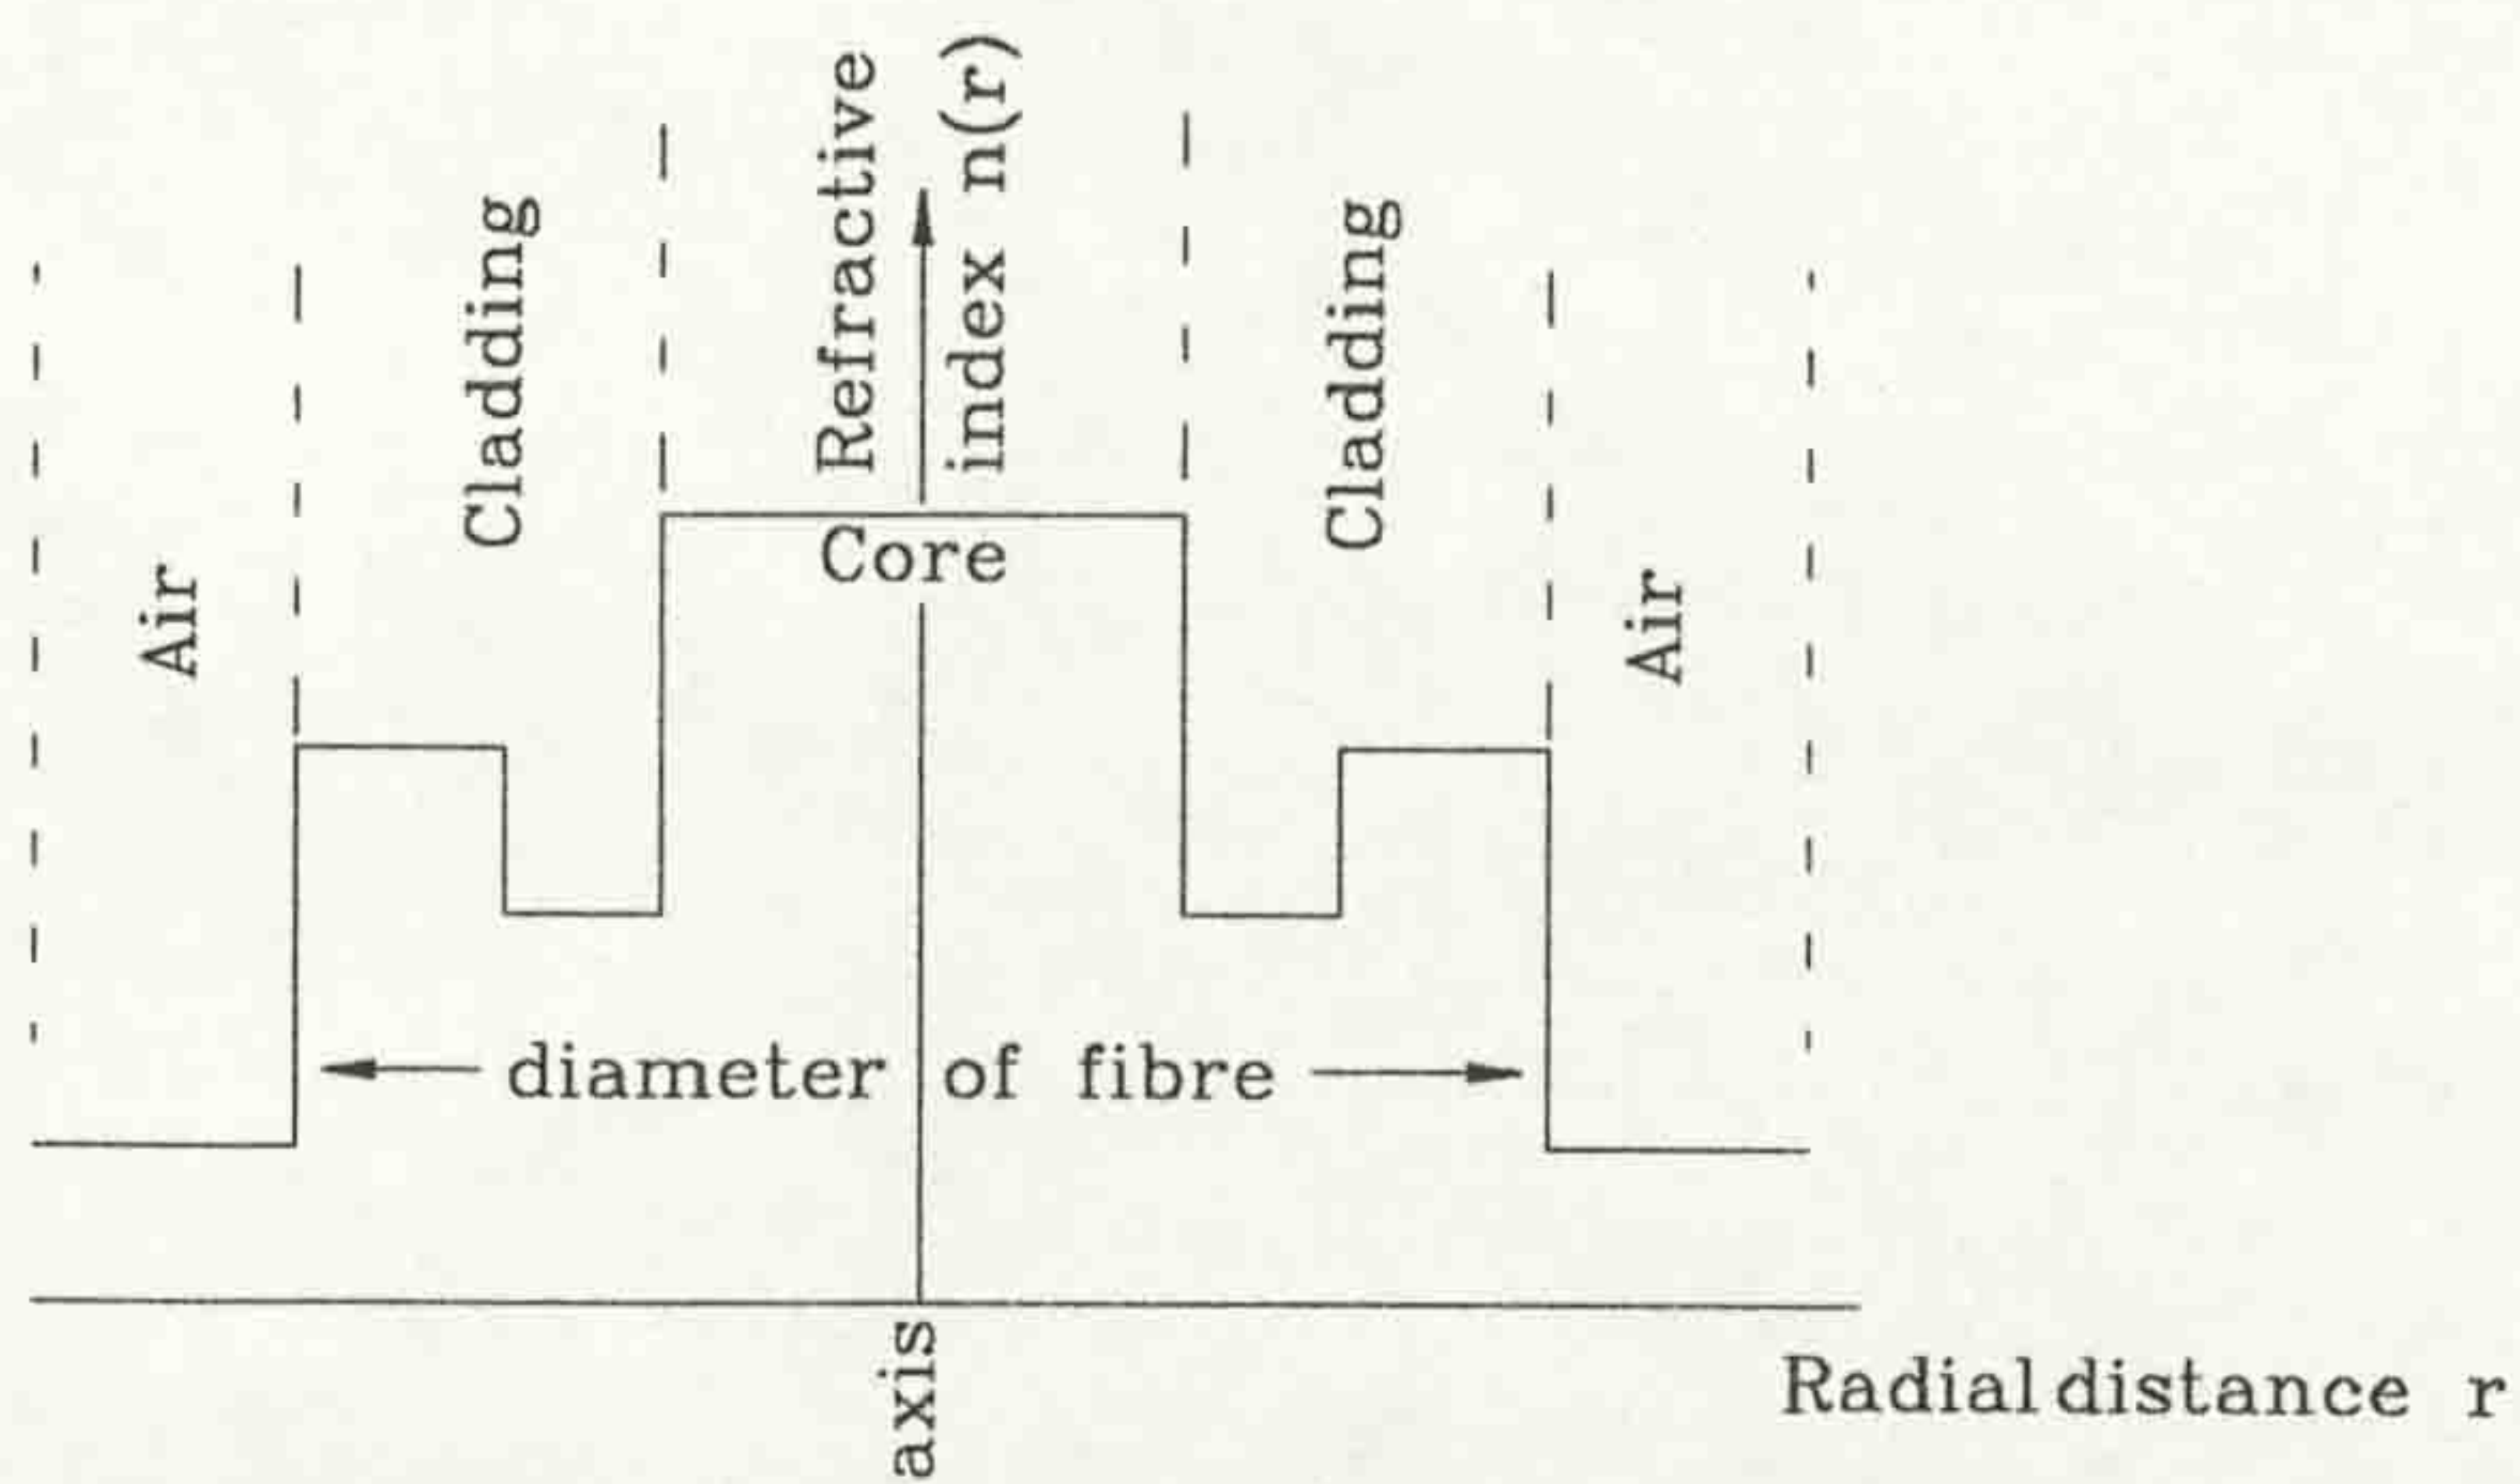 Air
Cladding
Refractive
index n(r)
Core
Cladding
Air
diameter of fibre
axis
Radial distance r